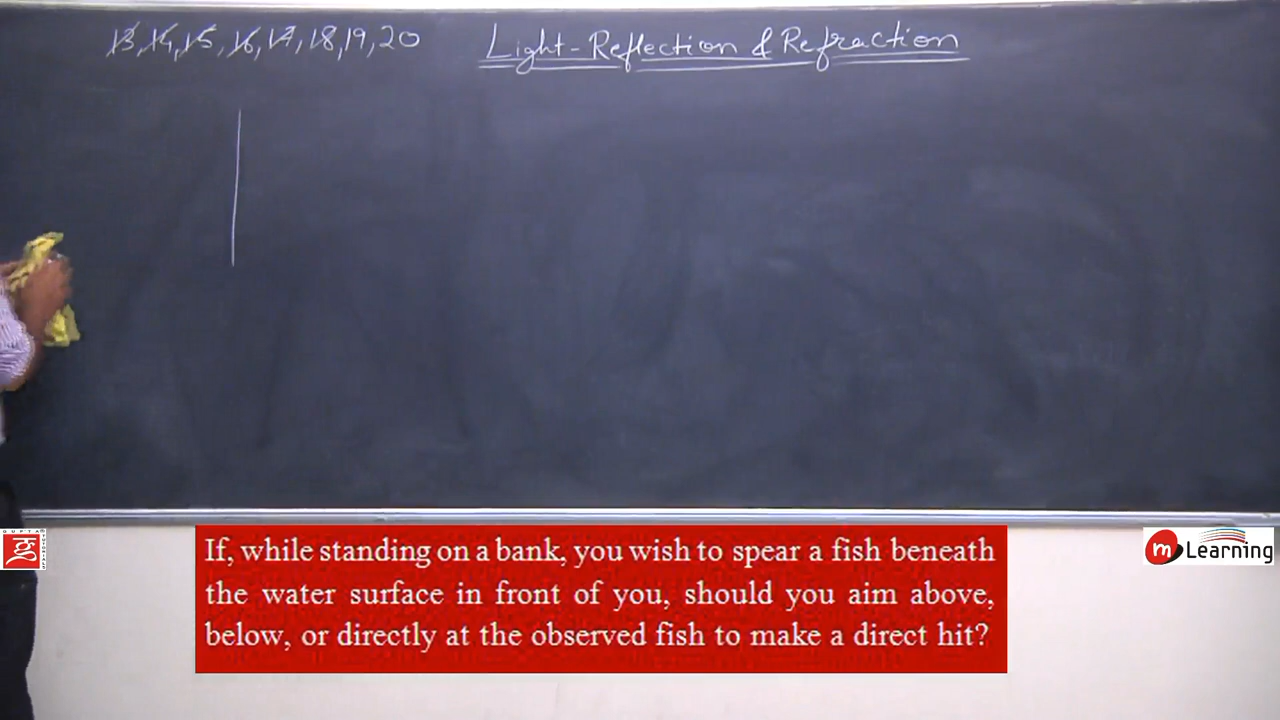 13, 14, 15, 16, 17, 18, 19, 20 Light-Reflection & Refraction
If, while standing on a bank, you wish to spear a fish beneath
the water surface in front of you, should you aim above,
below, or directly at the observed fish to make a direct hit?
m Learning